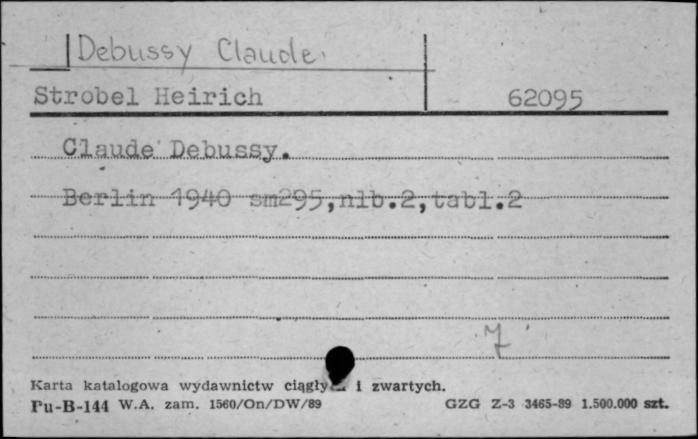 Debussy Claude
Strobel Heirich 62095
Claude Debussy.
Berlin 1940 sm295,nlb.2,tabl.2
7
Karta katalogowa wydawnictw i zwartych.
Pu-B-144 W.A. zam. 1560/On/DW/89 GZG Z-3 3465-89 1.500.000 szt.